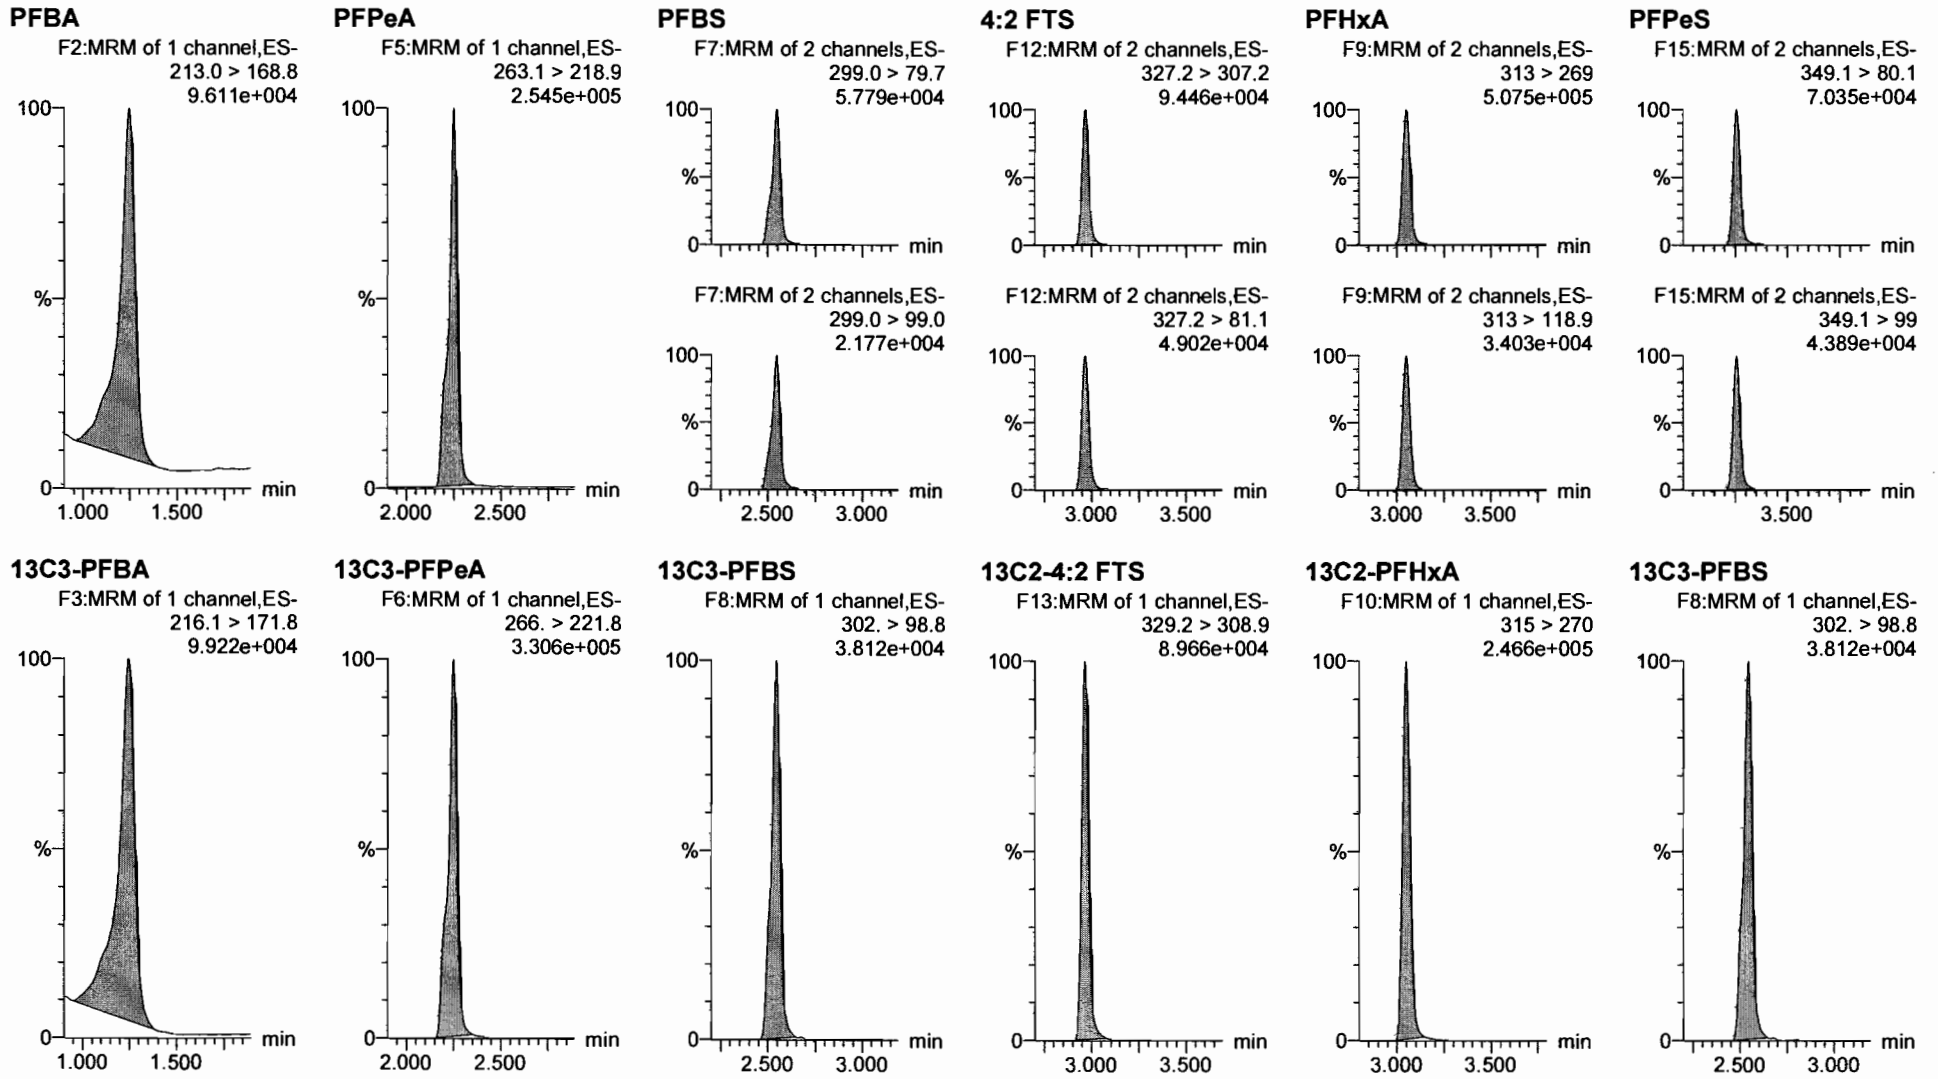 PFBA
F2:MRM of 1 channel,ES-
213.0 > 168.8
9.611e+004
100
%
0
min
1.000 1.500
PFPeA
F5:MRM of 1 channel,ES-
263.1 > 218.9
2.545e+005
100
%
0
min
2.000 2.500
PFBS
F7:MRM of 2 channels,ES-
299.0 > 79.7
5.779e+004
100
%
0
min
F7:MRM of 2 channels,ES-
299.0 > 99.0
2.177e+004
100
%
0
min
2.500 3.000
4:2 FTS
F12:MRM of 2 channels,ES-
327.2 > 307.2
9.446e+004
100
%
0
min
F12:MRM of 2 channels,ES-
327.2 > 81.1
4.902e+004
100
%
0
min
3.000 3.500
PFHxA
F9:MRM of 2 channels,ES-
313 > 269
5.075e+005
100
%
0
min
F9:MRM of 2 channels,ES-
313 > 118.9
3.403e+004
100
%
0
min
3.000 3.500
PFPeS
F15:MRM of 2 channels,ES-
349.1 > 80.1
7.035e+004
100
%
0
min
F15:MRM of 2 channels,ES-
349.1 > 99
4.389e+004
100
%
0
min
3.500
13C3-PFBA
F3:MRM of 1 channel,ES-
216.1 > 171.8
9.922e+004
100
%
0
min
1.000 1.500
13C3-PFPeA
F6:MRM of 1 channel,ES-
266. > 221.8
3.306e+005
100
%
0
min
2.000 2.500
13C3-PFBS
F8:MRM of 1 channel,ES-
302. > 98.8
3.812e+004
100
%
0
min
2.500 3.000
13C2-4:2 FTS
F13:MRM of 1 channel,ES-
329.2 > 308.9
8.966e+004
100
%
0
min
3.000 3.500
13C2-PFHxA
F10:MRM of 1 channel,ES-
315 > 270
2.466e+005
100
%
0
min
3.000 3.500
13C3-PFBS
F8:MRM of 1 channel,ES-
302. > 98.8
3.812e+004
100
%
0
min
2.500 3.000